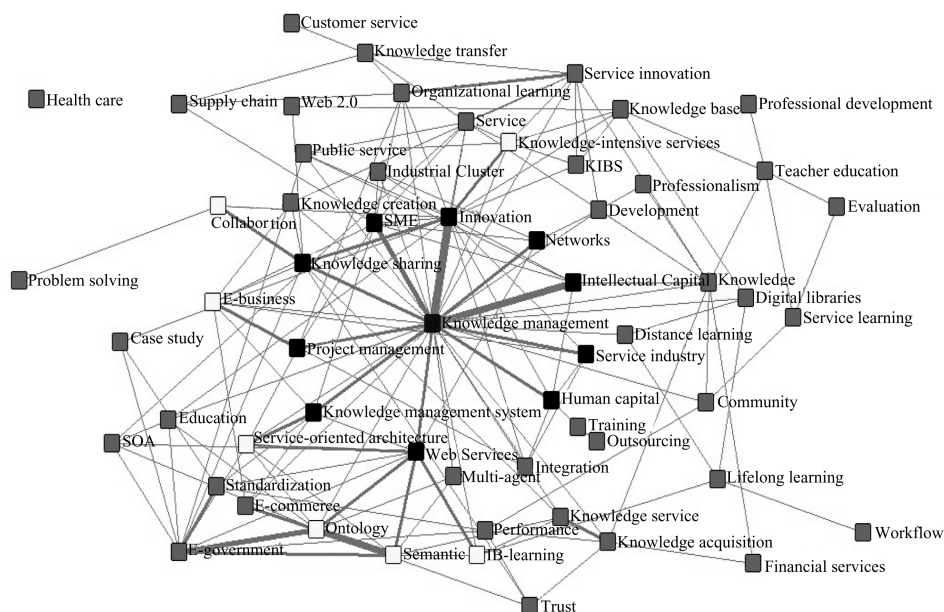 Customer service
Knowledge transfer
Service innovation
Health care
Supply chain
Web 2.0
Organizational learning
Knowledge base
Professional development
Service
Knowledge-intensive services
Public service
Industrial Cluster
KIBS
Teacher education
Professionalism
Knowledge creation
Collabortion
SME
Innovation
Development
Evaluation
Networks
Knowledge sharing
Problem solving
Intellectual Capital
Knowledge
E-business
Digital libraries
Knowledge management
Service learning
Case study
Distance learning
Project management
Service industry
Human capital
Community
Education
Knowledge management system
Training
SOA
Service-oriented architecture
Outsourcing
Web Services
Integration
Multi-agent
Lifelong learning
Standardization
E-commerce
Knowledge service
Ontology
Performance
Workflow
Knowledge acquisition
E-government
Semantic
IB-learning
Financial services
Trust